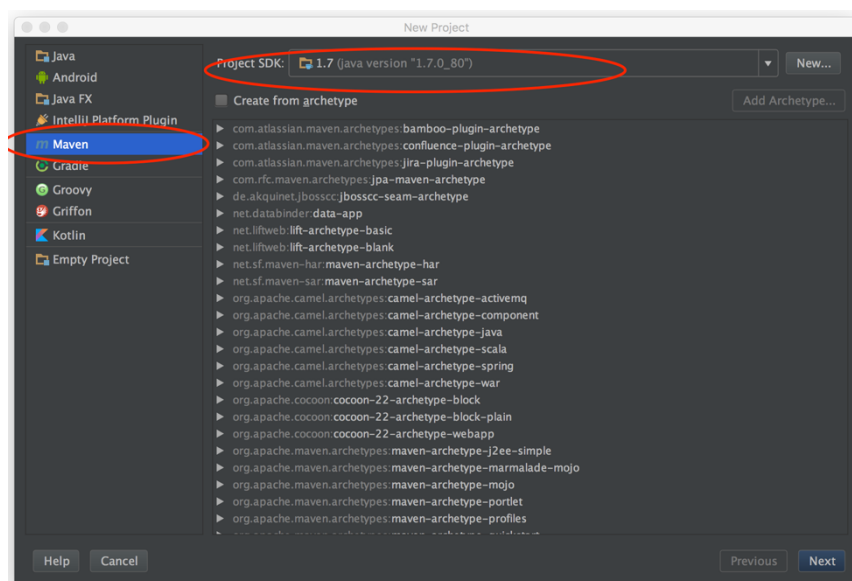 New Project
Java
Android
Java FX
IntelliJ Platform Plugin
m Maven
Gradle
Groovy
Griffon
Kotlin
Empty Project
Project SDK: 1.7 (java version "1.7.0_80")
New...
Create from archetype
Add Archetype...
com.atlassian.maven.archetypes:bamboo-plugin-archetype
com.atlassian.maven.archetypes:confluence-plugin-archetype
com.atlassian.maven.archetypes:jira-plugin-archetype
com.rfc.maven.archetypes:jpa-maven-archetype
de.akquinet.jbosscc:jbosscc-seam-archetype
net.databinder:data-app
net.liftweb:lift-archetype-basic
net.liftweb:lift-archetype-blank
net.sf.maven-har:maven-archetype-har
net.sf.maven-sar:maven-archetype-sar
org.apache.camel.archetypes:camel-archetype-activemq
org.apache.camel.archetypes:camel-archetype-component
org.apache.camel.archetypes:camel-archetype-java
org.apache.camel.archetypes:camel-archetype-scala
org.apache.camel.archetypes:camel-archetype-spring
org.apache.camel.archetypes:camel-archetype-war
org.apache.cocoon:cocoon-22-archetype-block
org.apache.cocoon:cocoon-22-archetype-block-plain
org.apache.cocoon:cocoon-22-archetype-webapp
org.apache.maven.archetypes:maven-archetype-j2ee-simple
org.apache.maven.archetypes:maven-archetype-marmalade-mojo
org.apache.maven.archetypes:maven-archetype-mojo
org.apache.maven.archetypes:maven-archetype-portlet
org.apache.maven.archetypes:maven-archetype-profiles
Help
Cancel
Previous
Next